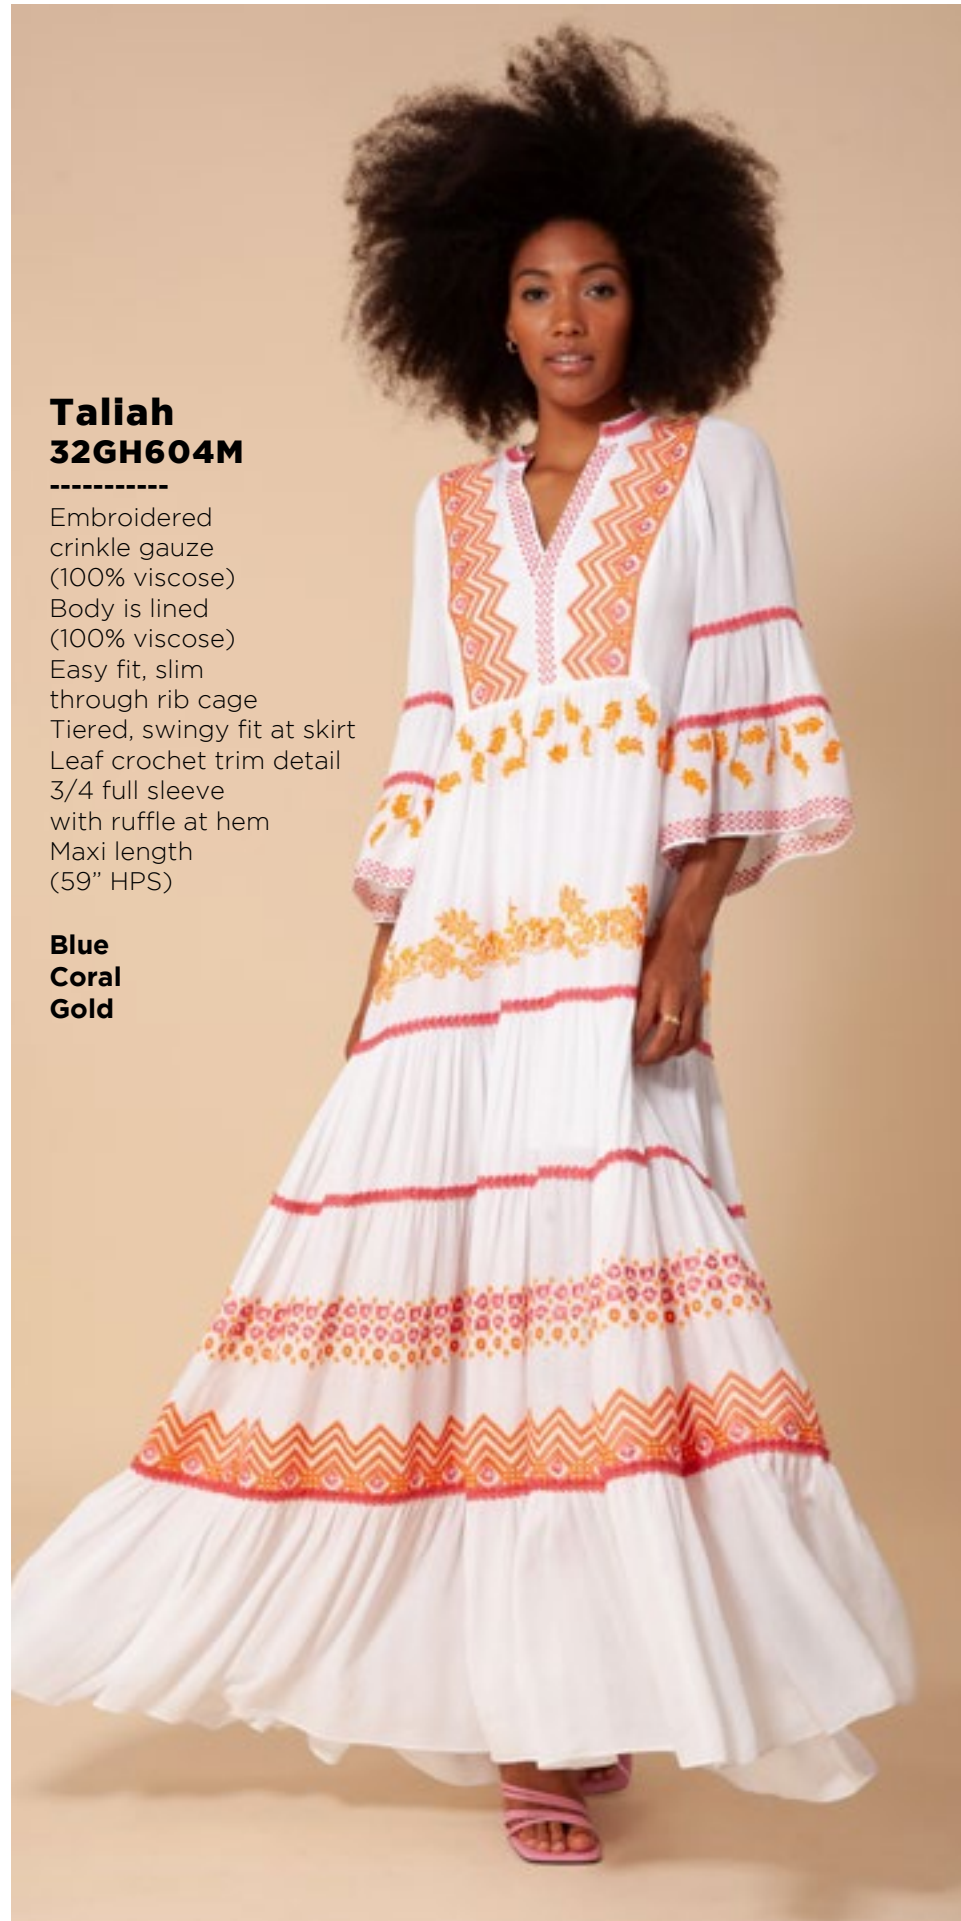 Taliah
32GH604M
-----------
Embroidered
crinkle gauze
(100% viscose)
Body is lined
(100% viscose)
Easy fit, slim
through rib cage
Tiered, swingy fit at skirt
Leaf crochet trim detail
3/4 full sleeve
with ruffle at hem
Maxi length
(59” HPS)
Blue
Coral
Gold